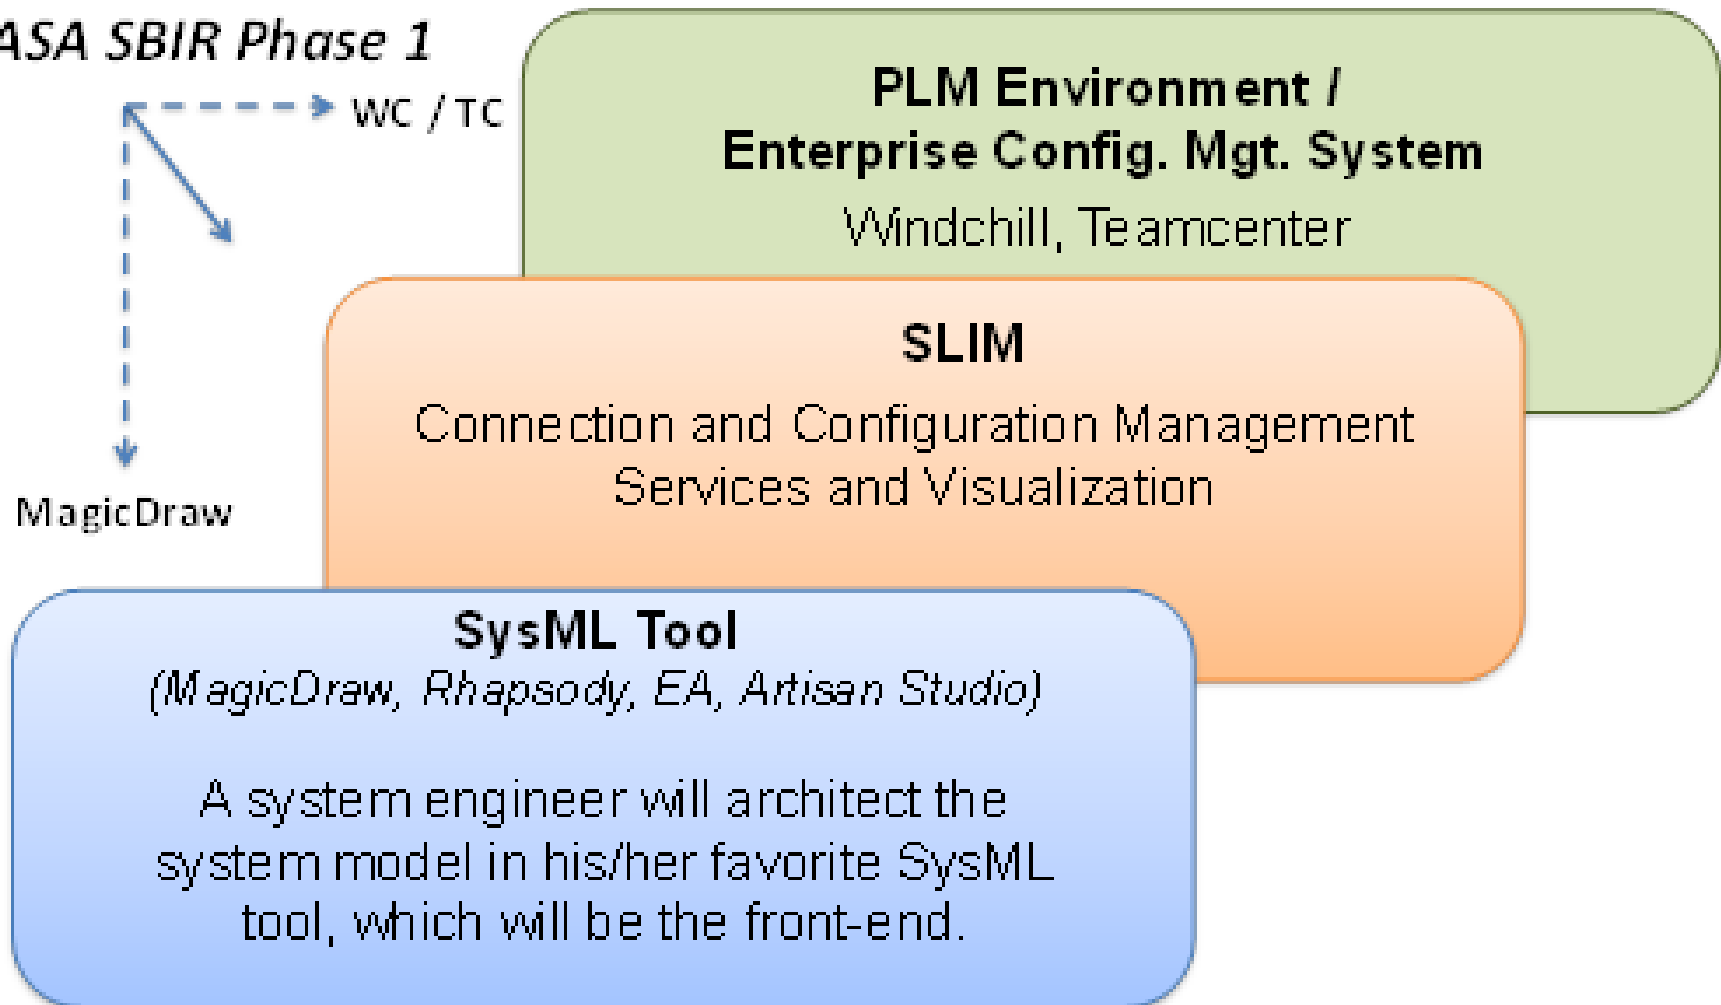 ASA SBIR Phase 1
WC / TC
MagicDraw
PLM Environment /
Enterprise Config. Mgt. System
Windchill, Teamcenter
SLIM
Connection and Configuration Management
Services and Visualization
SysML Tool
(MagicDraw, Rhapsody, EA, Artisan Studio)
A system engineer will architect the
system model in his/her favorite SysML
tool, which will be the front-end.